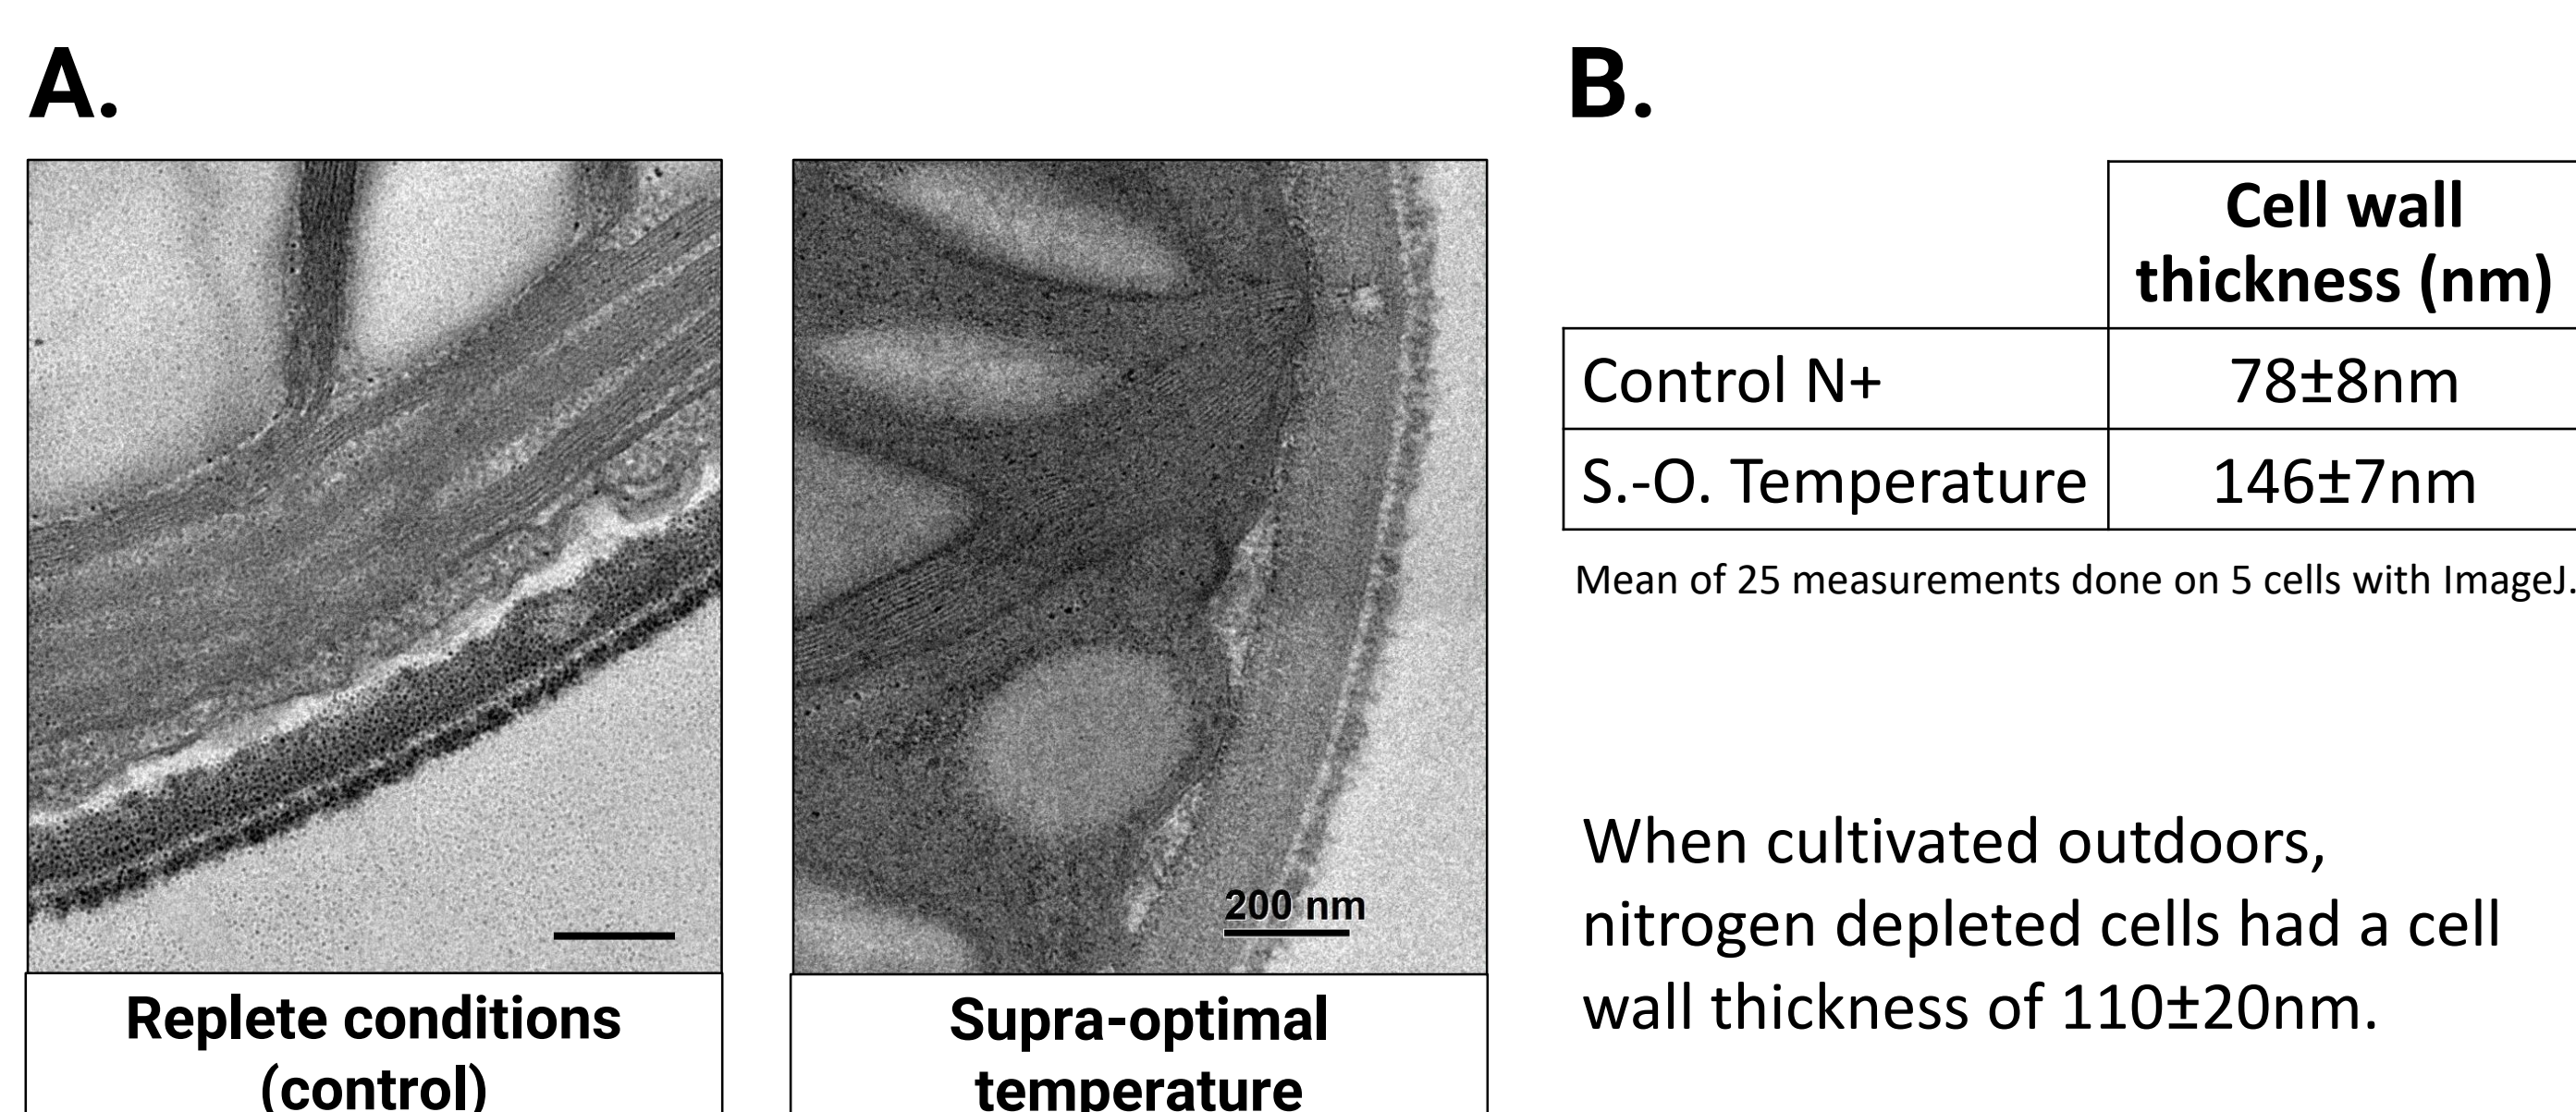 A.
B.
Cell wall
thickness (nm)
Control N+
78±8nm
S.-O. Temperature
146±7nm
Mean of 25 measurements done on 5 cells with ImageJ.
When cultivated outdoors,
nitrogen depleted cells had a cell
wall thickness of 110±20nm.
200 nm
Replete conditions
(control)
Supra-optimal
temperature